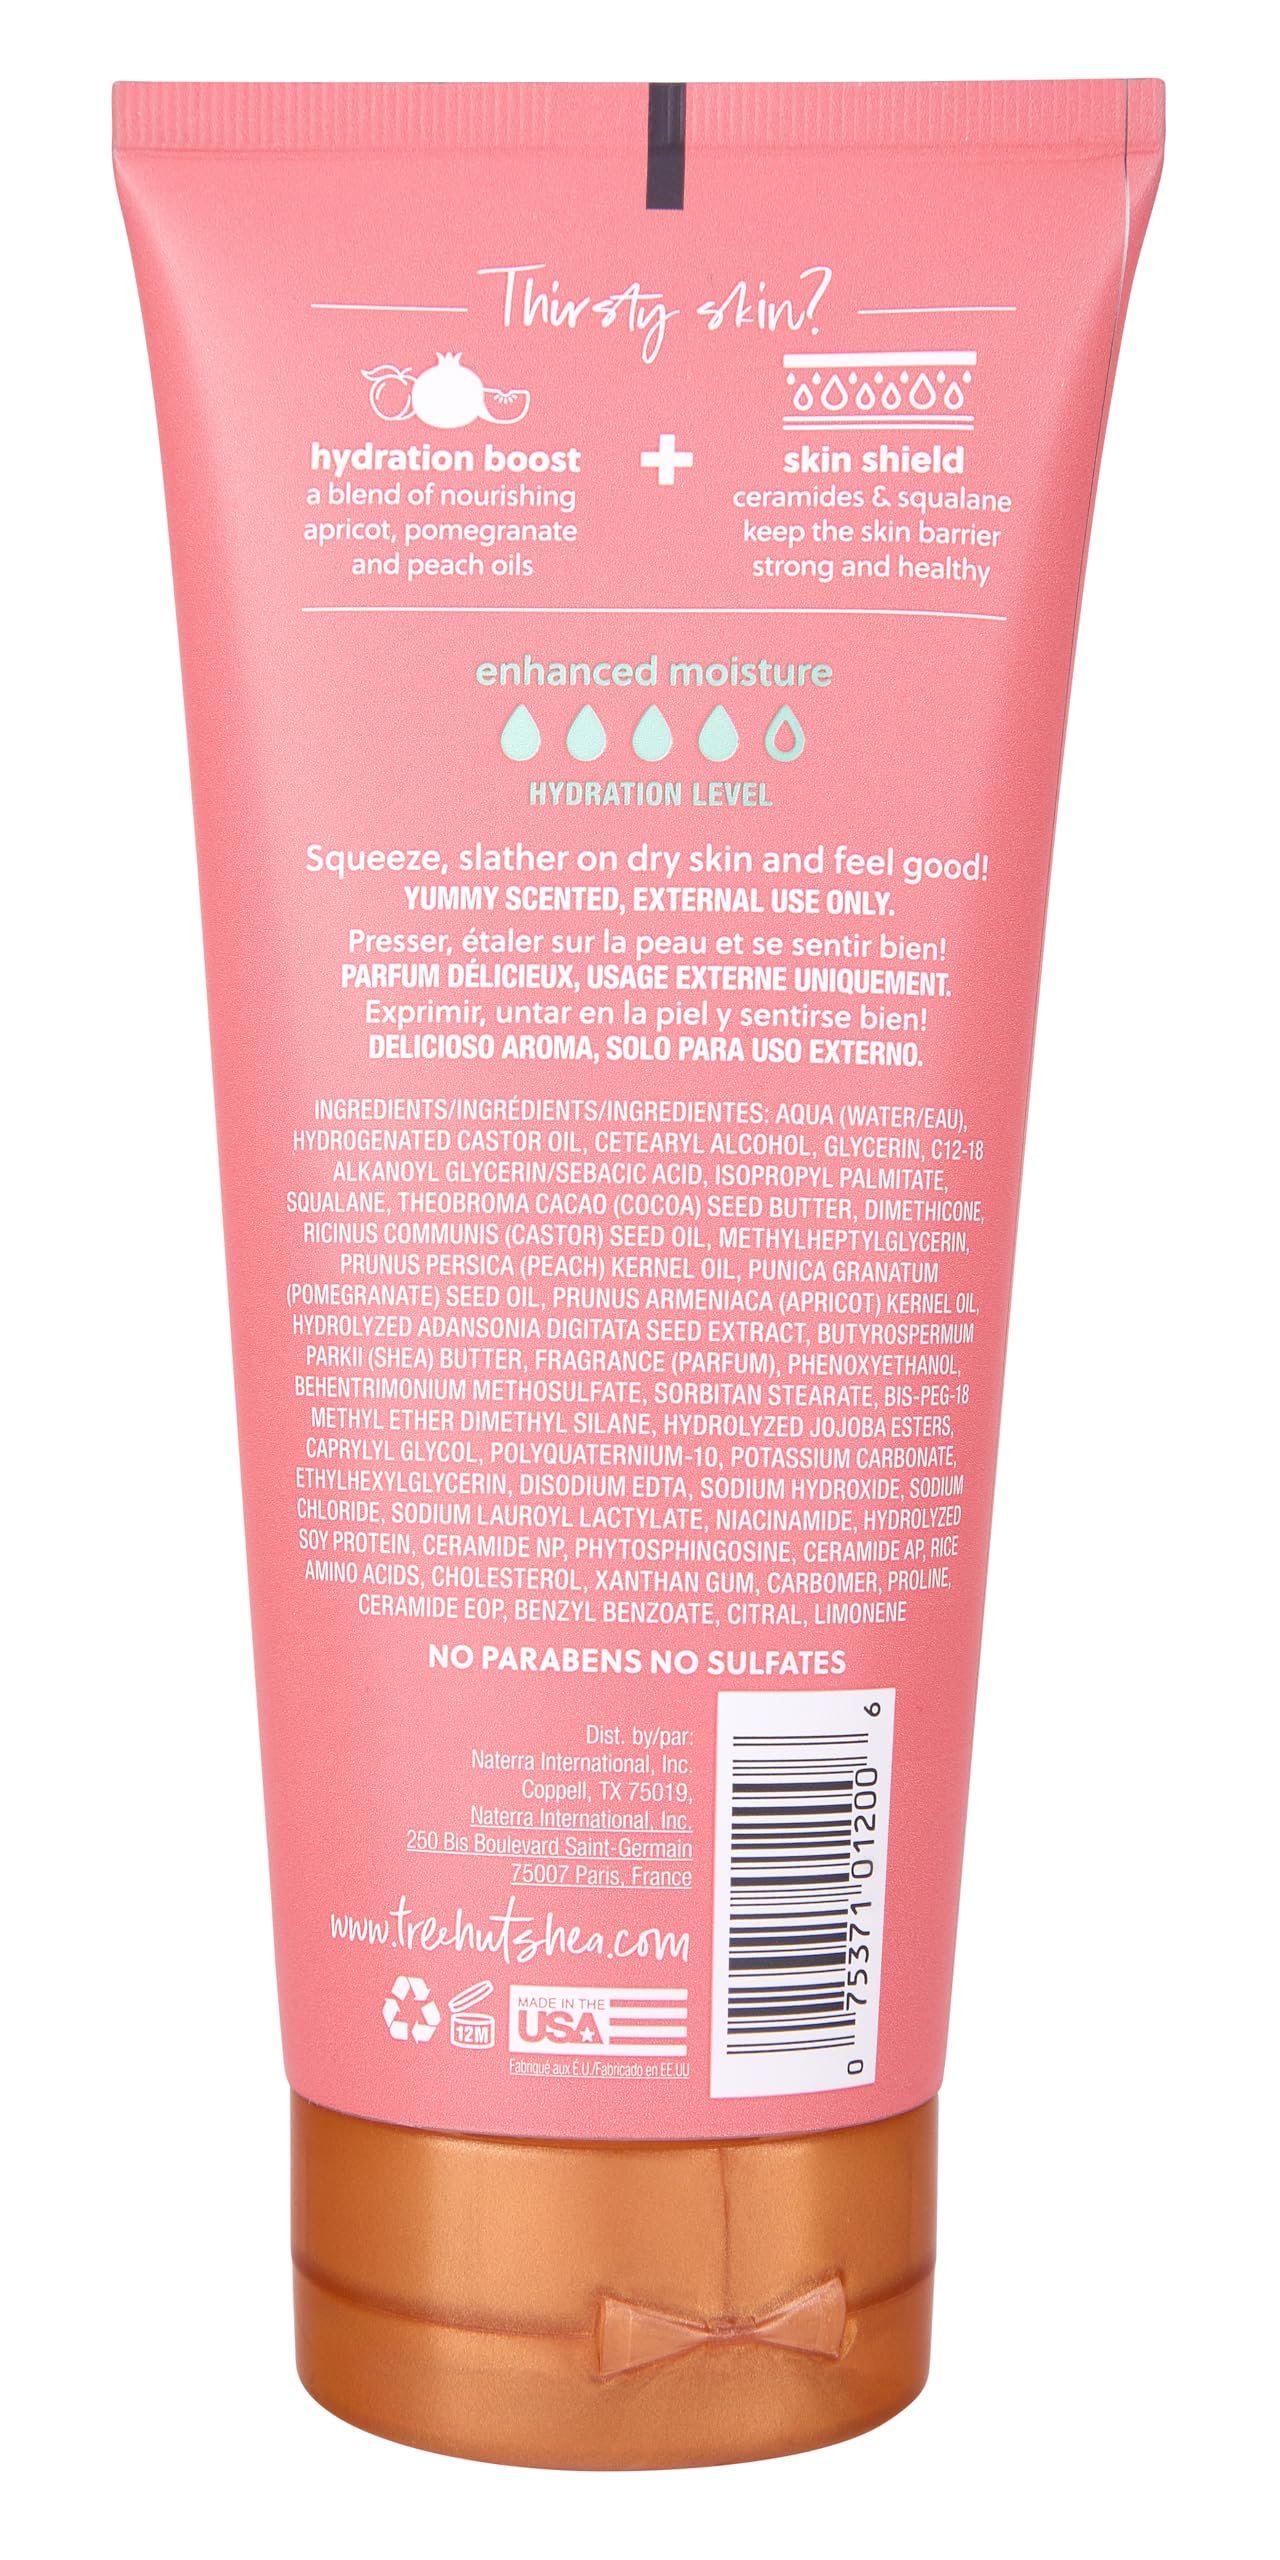 Thirsty skin?
hydration boost
a blend of nourishing
apricot, pomegranate
and peach oils
+
skin shield
ceramides & squalane
keep the skin barrier
strong and healthy
enhanced moisture
HYDRATION LEVEL
Squeeze, slather on dry skin and feel good!
YUMMY SCENTED, EXTERNAL USE ONLY.
Presser, étaler sur la peau et se sentir bien!
PARFUM DÉLICIEUX, USAGE EXTERNE UNIQUEMENT.
Exprimir, untar en la piel y sentirse bien!
DELICIOSO AROMA, SOLO PARA USO EXTERNO.
INGREDIENTS/INGRÉDIENTS/INGREDIENTES: AQUA (WATER/EAU),
HYDROGENATED CASTOR OIL, CETEARYL ALCOHOL, GLYCERIN, C12-18
ALKANOYL GLYCERIN/SEBACIC ACID, ISOPROPYL PALMITATE,
SQUALANE, THEOBROMA CACAO (COCOA) SEED BUTTER, DIMETHICONE,
RICINUS COMMUNIS (CASTOR) SEED OIL, METHYLHEPTYLGLYCERIN,
PRUNUS PERSICA (PEACH) KERNEL OIL, PUNICA GRANATUM
(POMEGRANATE) SEED OIL, PRUNUS ARMENIACA (APRICOT) KERNEL OIL,
HYDROLYZED ADANSONIA DIGITATA SEED EXTRACT, BUTYROSPERMUM
PARKII (SHEA) BUTTER, FRAGRANCE (PARFUM), PHENOXYETHANOL,
BEHENTRIMONIUM METHOSULFATE, SORBITAN STEARATE, BIS-PEG-18
METHYL ETHER DIMETHYL SILANE, HYDROLYZED JOJOBA ESTERS,
CAPRYLYL GLYCOL, POLYQUATERNIUM-10, POTASSIUM CARBONATE,
ETHYLHEXYLGLYCERIN, DISODIUM EDTA, SODIUM HYDROXIDE, SODIUM
CHLORIDE, SODIUM LAUROYL LACTYLATE, NIACINAMIDE, HYDROLYZED
SOY PROTEIN, CERAMIDE NP, PHYTOSPHINGOSINE, CERAMIDE AP, RICE
AMINO ACIDS, CHOLESTEROL, XANTHAN GUM, CARBOMER, PROLINE,
CERAMIDE EOP, BENZYL BENZOATE, CITRAL, LIMONENE
NO PARABENS NO SULFATES
Dist. by/par:
Naterra International, Inc.
Coppell, TX 75019,
Naterra International, Inc.
250 Bis Boulevard Saint-Germain
75007 Paris, France
www.treehutshea.com
12M
MADE IN THE
USA
Fabriqué aux É.U./Fabricado en EE.UU
0 75371 01200 6